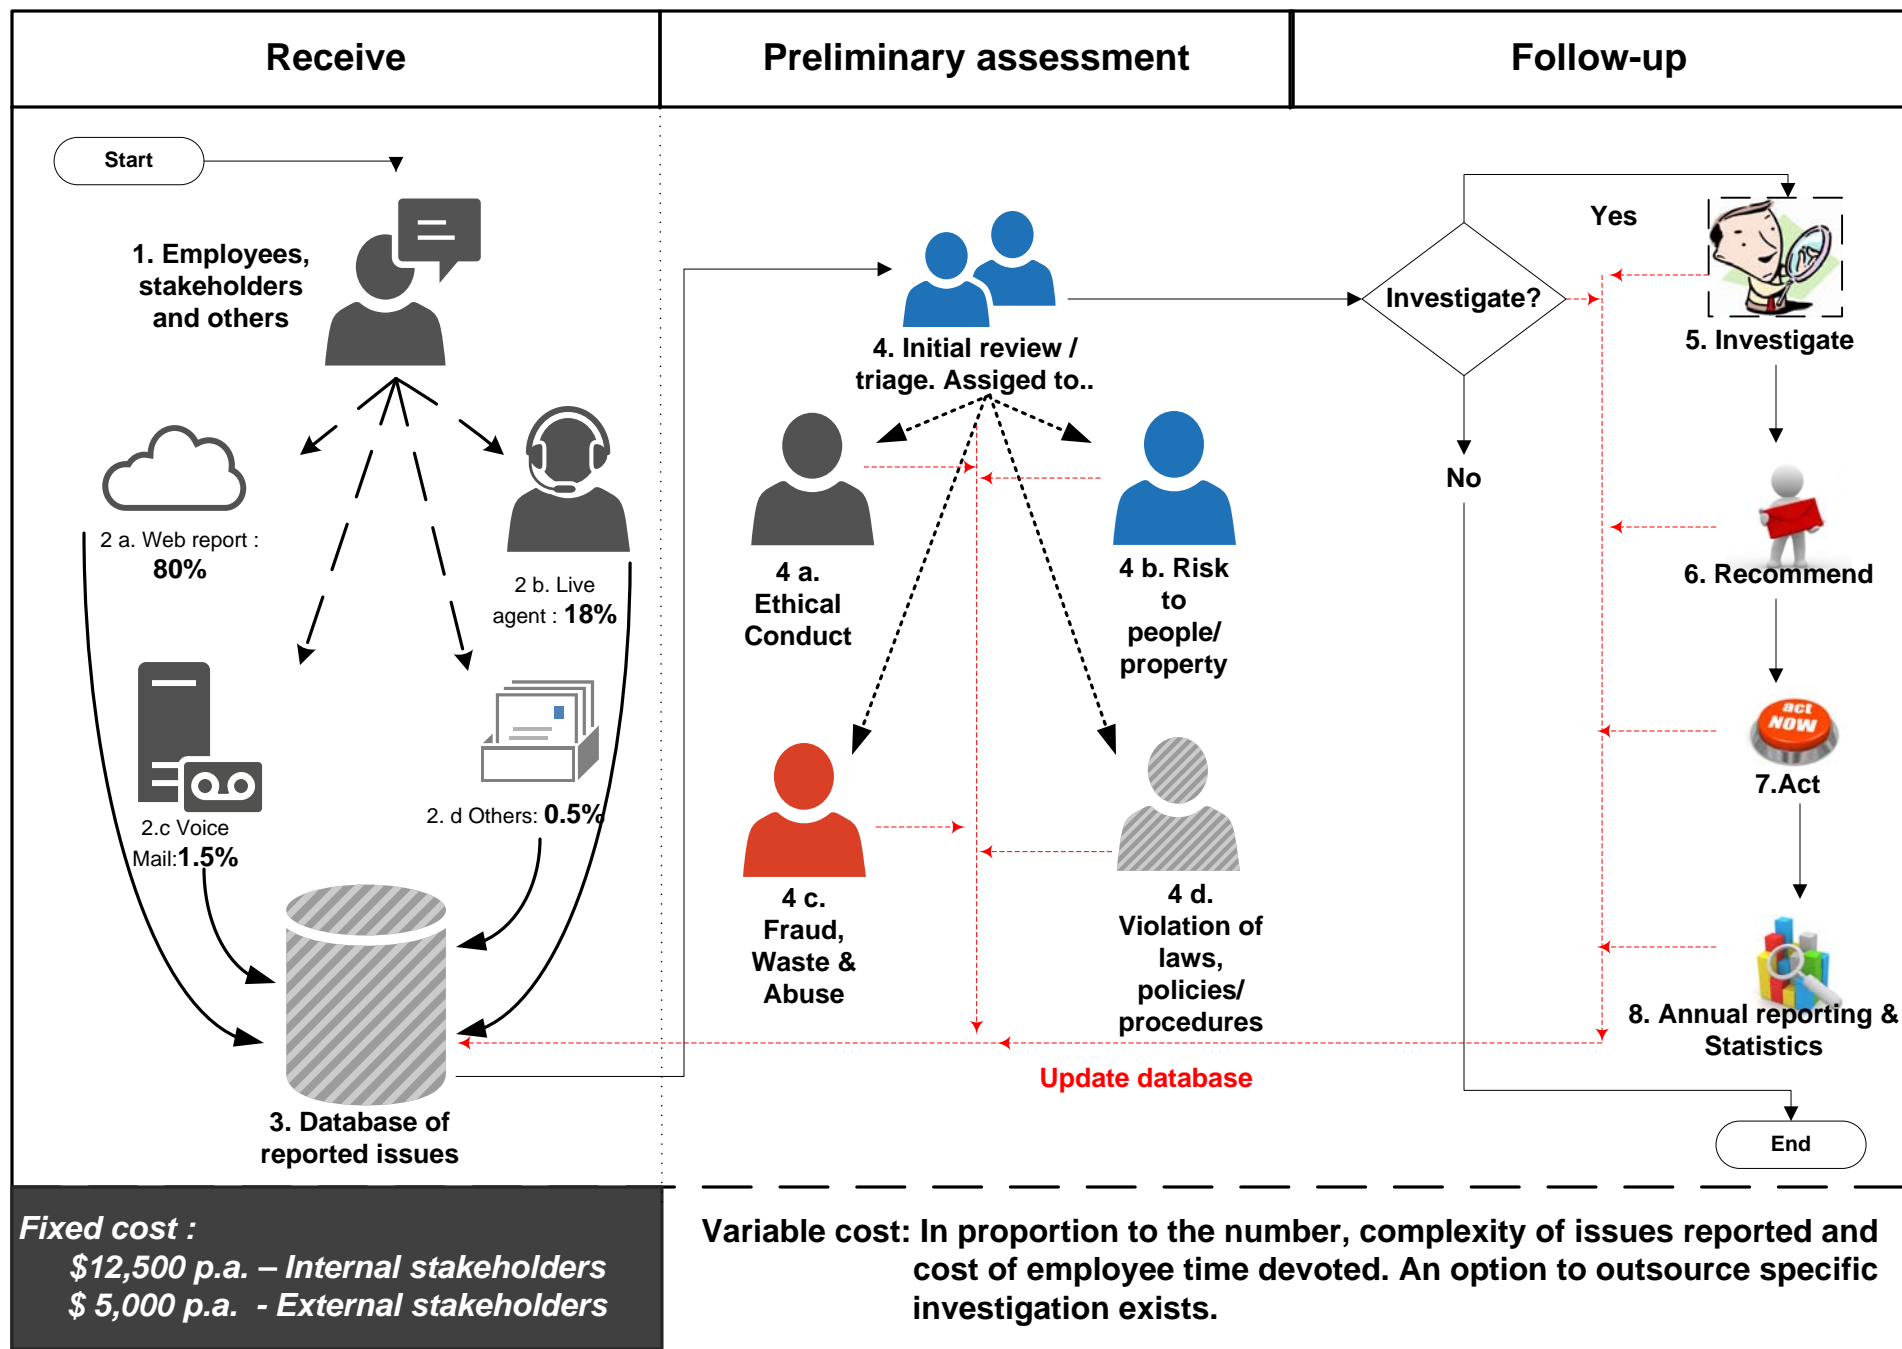 Receive
Preliminary assessment
Follow-up
Start
1. Employees,
stakeholders
and others
2 a. Web report :
80%
2 b. Live
agent : 18%
2.c Voice
Mail:1.5%
2. d Others: 0.5%
3. Database of
reported issues
4. Initial review /
triage. Assiged to..
4 a.
Ethical
Conduct
4 b. Risk
to
people/
property
4 c.
Fraud,
Waste &
Abuse
4 d.
Violation of
laws,
policies/
procedures
Update database
Investigate?
Yes
No
5. Investigate
6. Recommend
act
NOW
7.Act
8. Annual reporting &
Statistics
End
Fixed cost :
$12,500 p.a. – Internal stakeholders
$ 5,000 p.a.  - External stakeholders
Variable cost: In proportion to the number, complexity of issues reported and
cost of employee time devoted. An option to outsource specific
investigation exists.